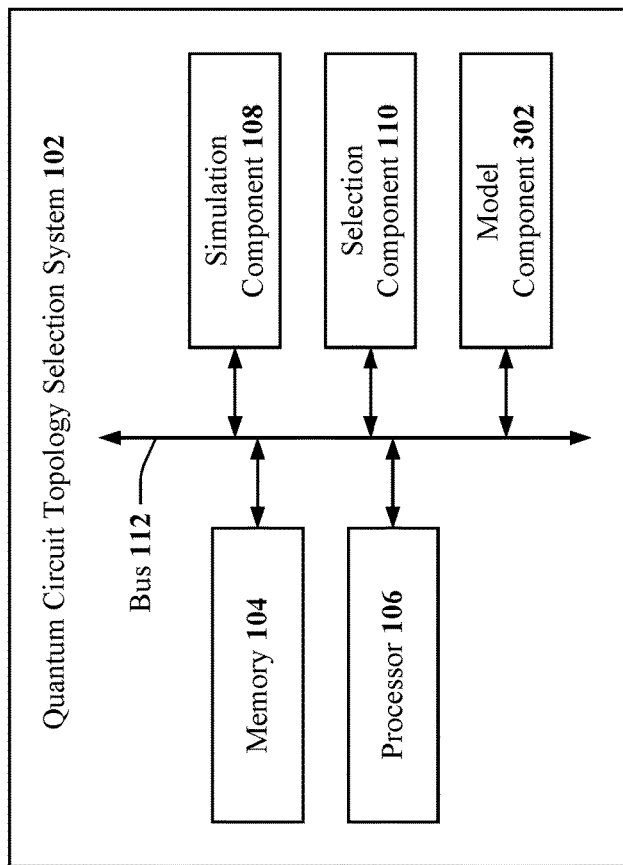 Quantum Circuit Topology Selection System 102
Bus 112
Memory 104
Processor 106
Simulation
Component 108
Selection
Component 110
Model
Component 302